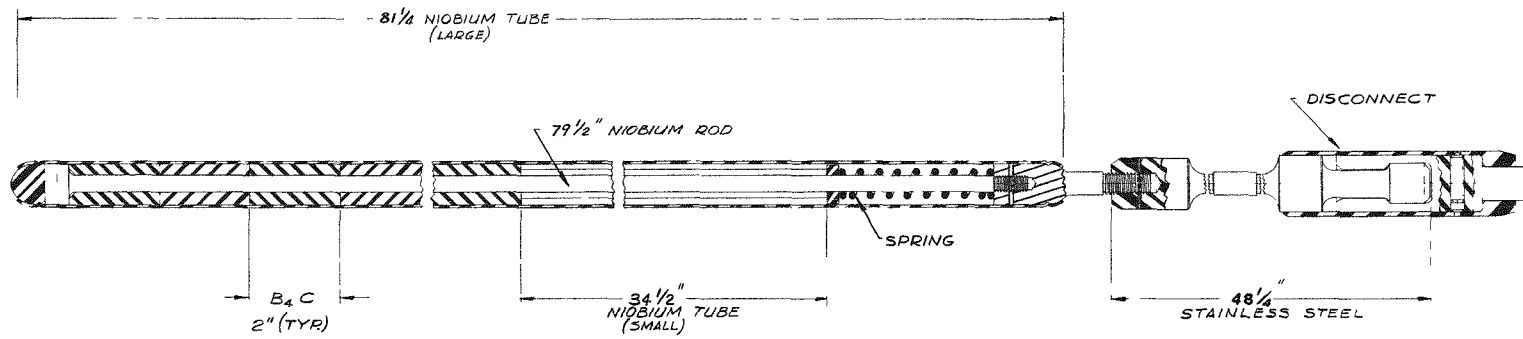 81 1/4 NIOBIUM TUBE
(LARGE)
DISCONNECT
79 1/2" NIOBIUM ROD
SPRING
B4 C
2" (TYP.)
34 1/2"
NIOBIUM TUBE
(SMALL)
48 1/4"
STAINLESS STEEL